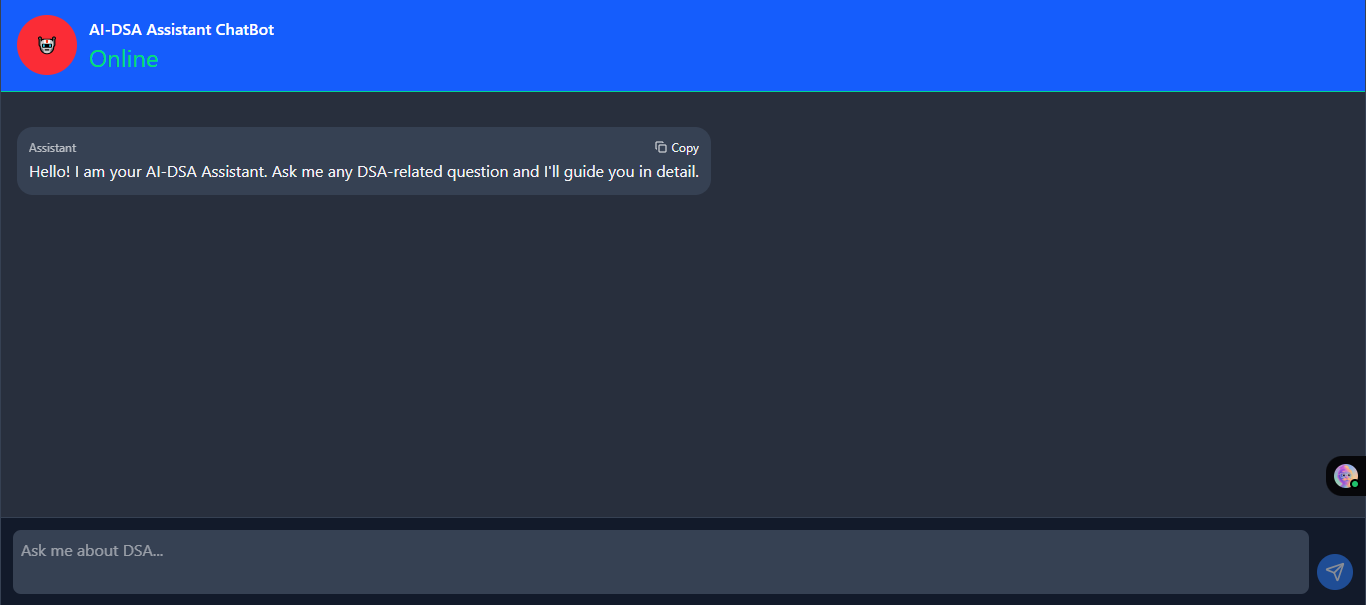 AI-DSA Assistant ChatBot
Online
Assistant
Copy
Hello! I am your AI-DSA Assistant. Ask me any DSA-related question and I'll guide you in detail.
Ask me about DSA...